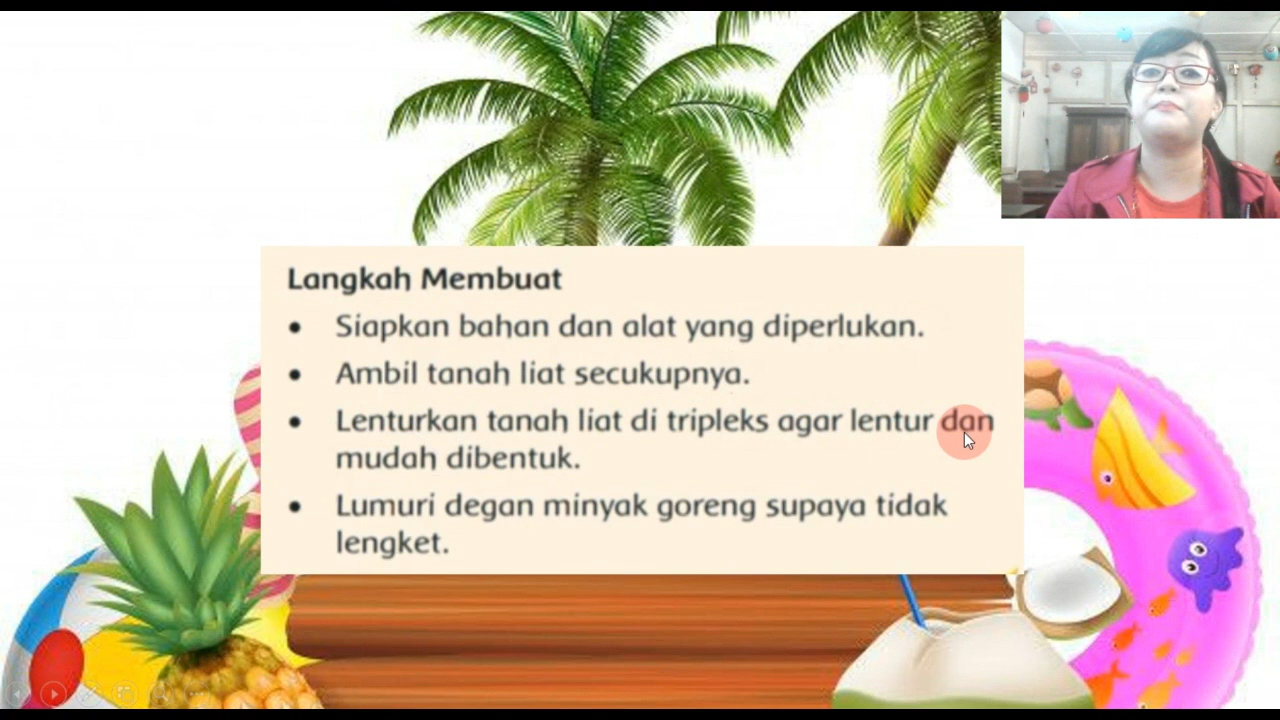 Langkah Membuat
• Siapkan bahan dan alat yang diperlukan.
• Ambil tanah liat secukupnya.
• Lenturkan tanah liat di tripleks agar lentur dan
mudah dibentuk.
• Lumuri degan minyak goreng supaya tidak
lengket.